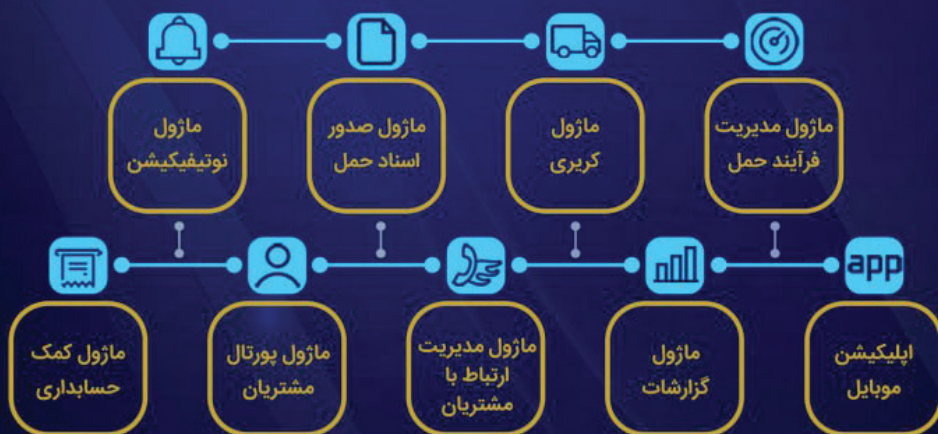 ماژول مدیریت
فرآیند حمل
ماژول
کریری
ماژول صدور
اسناد حمل
ماژول
نوتیفیکیشن
app
اپلیکیشن
موبایل
ماژول
گزارشات
ماژول مدیریت
ارتباط با
مشتریان
ماژول پورتال
مشتریان
ماژول کمک
حسابداری